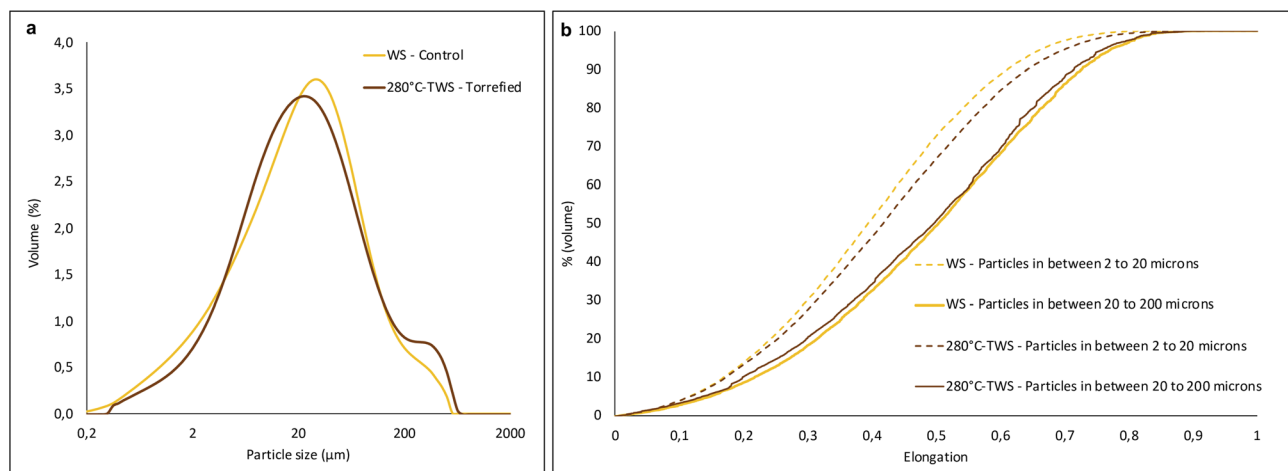 a
4,0
3,5
3,0
2,5
2,0
1,5
1,0
0,5
0,0
Volume (%)
0,2 2 20 200 2000
Particle size (µm)
WS - Control
280°C-TWS - Torrefied
b
100
90
80
70
60
50
40
30
20
10
0
% (volume)
0 0,1 0,2 0,3 0,4 0,5 0,6 0,7 0,8 0,9 1
Elongation
WS - Particles in between 2 to 20 microns
WS - Particles in between 20 to 200 microns
280°C-TWS - Particles in between 2 to 20 microns
280°C-TWS - Particles in between 20 to 200 microns